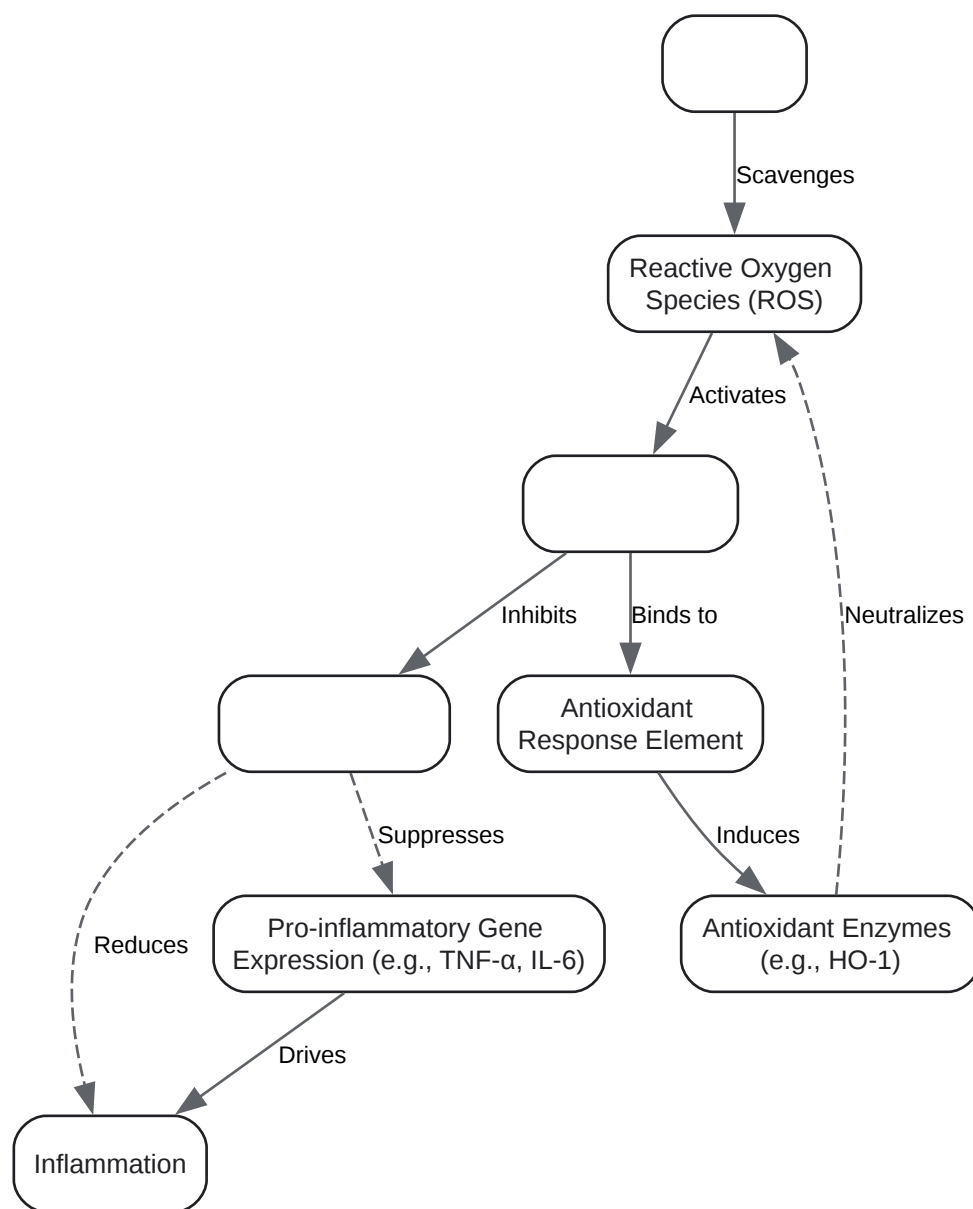 Scavenges
Reactive Oxygen
Species (ROS)
Activates
Inhibits
Binds to
Neutralizes
Antioxidant
Response Element
Suppresses
Induces
Reduces
Pro-inflammatory Gene
Expression (e.g., TNF-α, IL-6)
Antioxidant Enzymes
(e.g., HO-1)
Drives
Inflammation